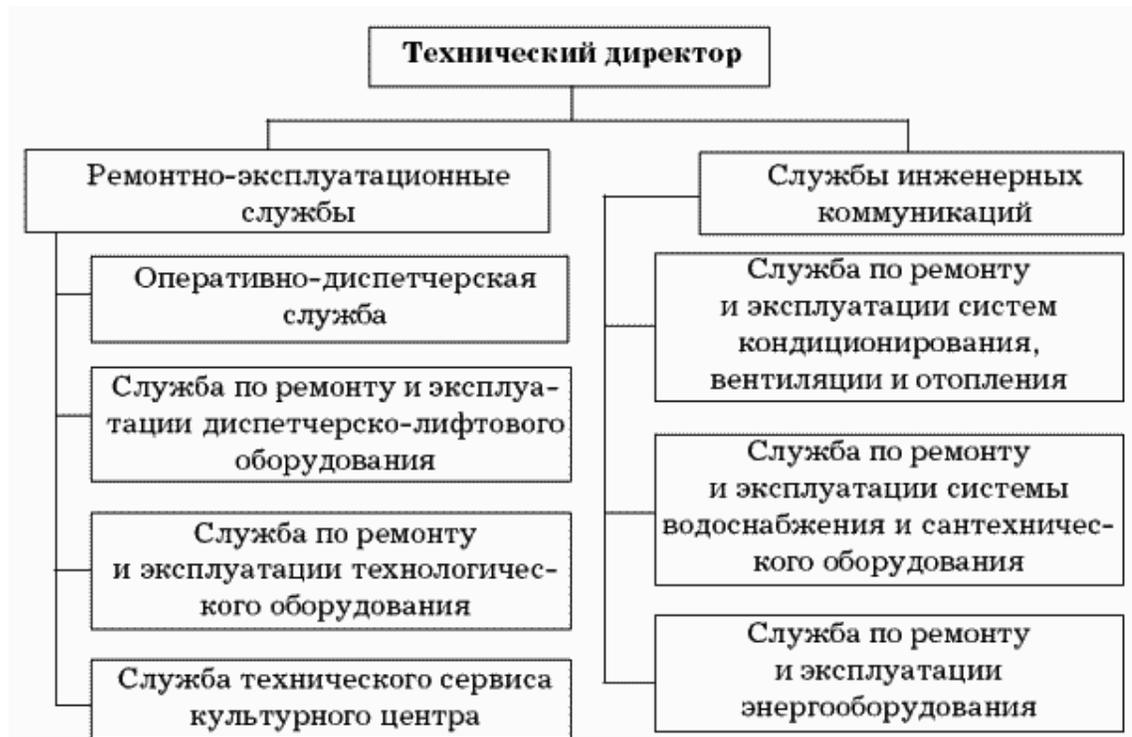 Технический директор
Ремонтно-эксплуатационные
службы
Оперативно-диспетчерская
служба
Служба по ремонту и эксплуа-
тации диспетчерско-лифтового
оборудования
Служба по ремонту
и эксплуатации технологичес-
кого оборудования
Служба технического сервиса
культурного центра
Службы инженерных
коммуникаций
Служба по ремонту
и эксплуатации систем
кондиционирования,
вентиляции и отопления
Служба по ремонту
и эксплуатации системы
водоснабжения и сантехничес-
кого оборудования
Служба по ремонту
и эксплуатации
энергооборудования